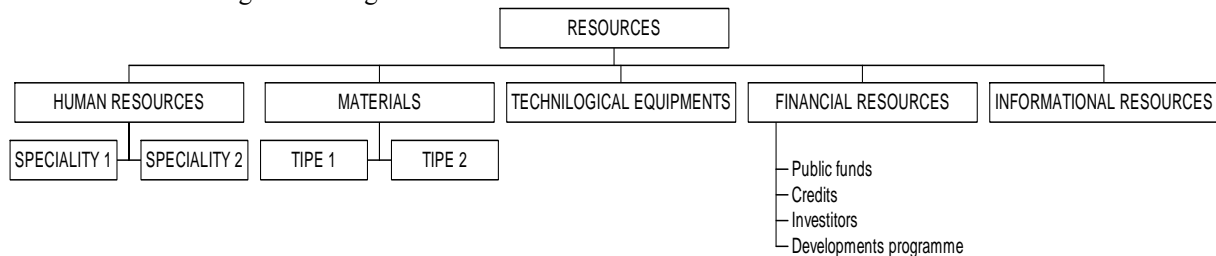 RESOURCES
HUMAN RESOURCES
MATERIALS
TECHNILOGICAL EQUIPMENTS
FINANCIAL RESOURCES
INFORMATIONAL RESOURCES
SPECIALITY 1
SPECIALITY 2
TIPE 1
TIPE 2
Public funds
Credits
Investitors
Developments programme